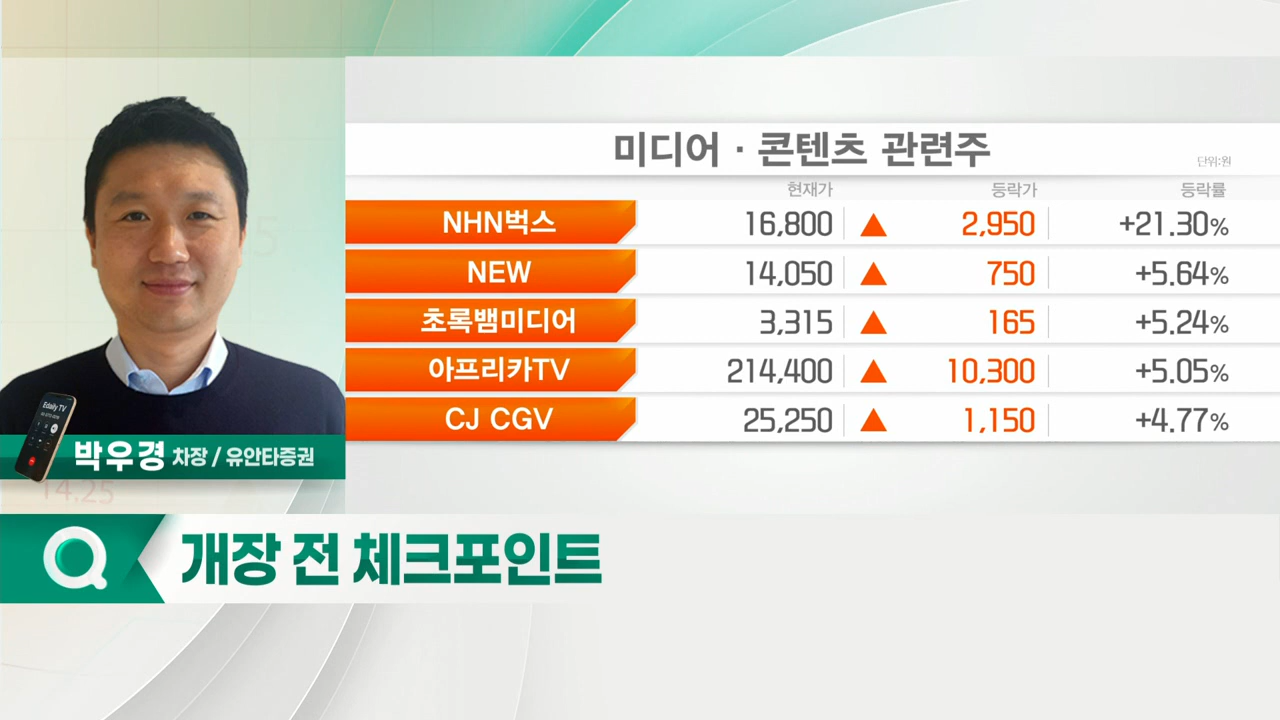 미디어 · 콘텐츠 관련주
단위:원
현재가 등락가 등락률
NHN벅스 16,800 ▲ 2,950 +21.30%
NEW 14,050 ▲ 750 +5.64%
초록뱀미디어 3,315 ▲ 165 +5.24%
아프리카TV 214,400 ▲ 10,300 +5.05%
CJ CGV 25,250 ▲ 1,150 +4.77%
Edaily TV
박우경 차장 / 유안타증권
14.25
개장 전 체크포인트